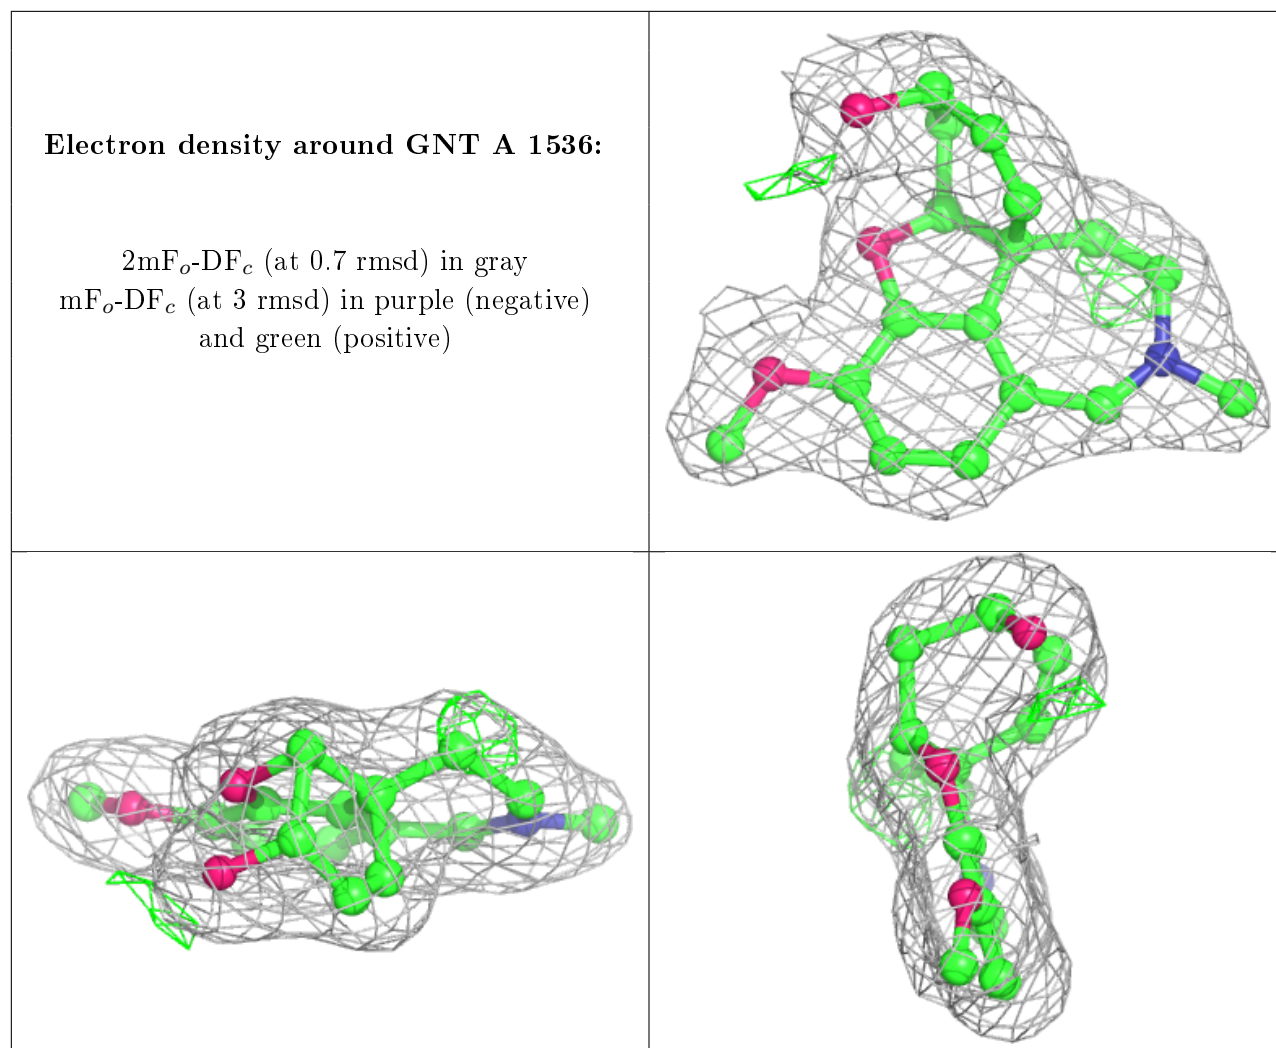 Electron density around GNT A 1536:
2mFₒ-DF𝒸 (at 0.7 rmsd) in gray
mFₒ-DF𝒸 (at 3 rmsd) in purple (negative)
and green (positive)